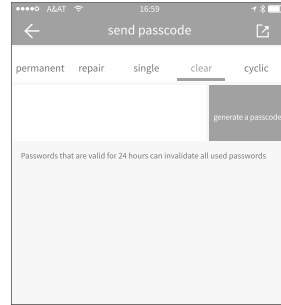 A&AT 16:59
send passcode
permanent repair single clear cyclic
generate a passcode
Passwords that are valid for 24 hours can invalidate all used passwords